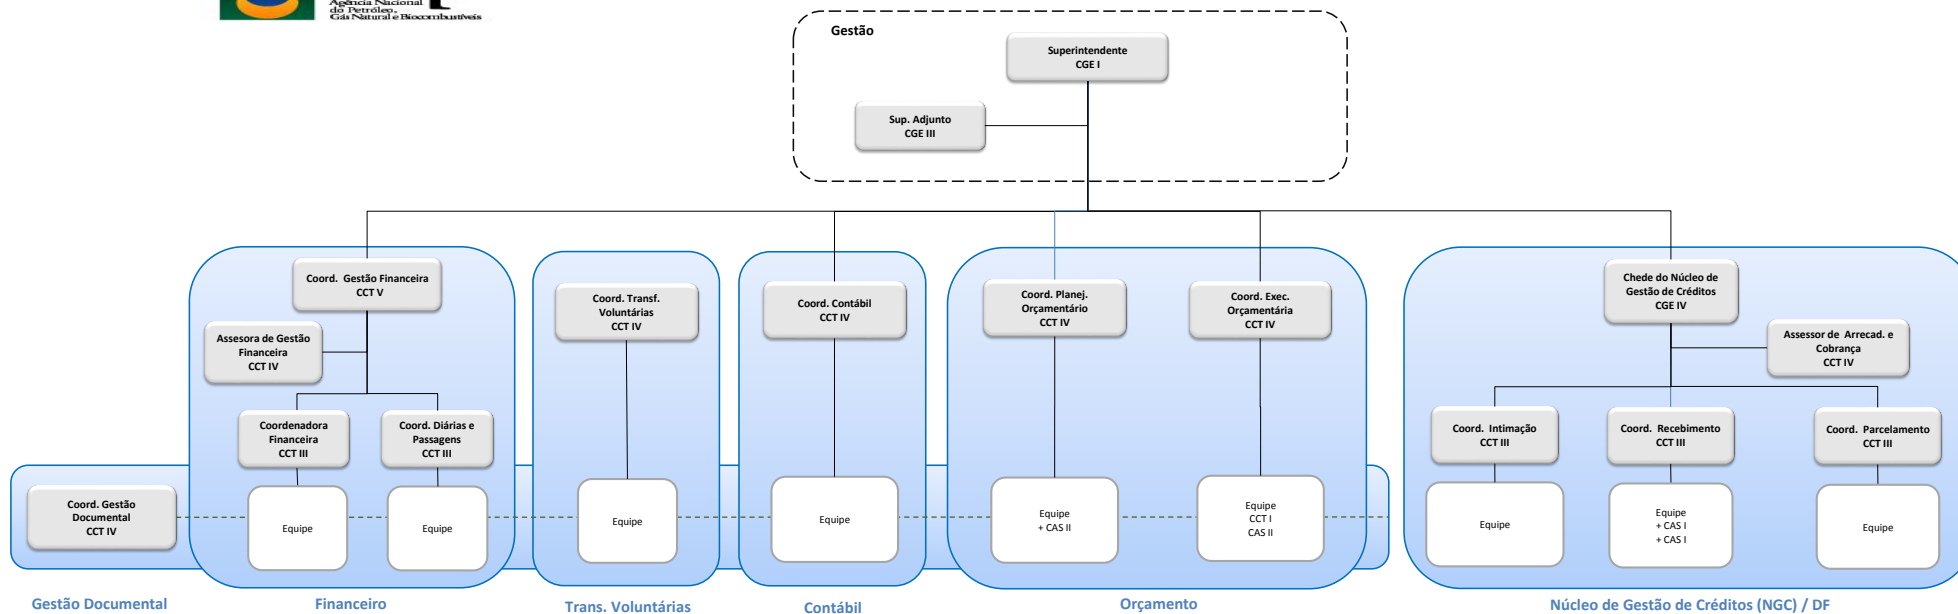 Agência Nacional
do Petróleo,
Gás Natural e Biocombustíveis
Gestão
Superintendente
CGE I
Sup. Adjunto
CGE III
Coord. Gestão Financeira
CCT V
Assesora de Gestão
Financeira
CCT IV
Coordenadora
Financeira
CCT III
Coord. Diárias e
Passagens
CCT III
Coord. Transf.
Voluntárias
CCT IV
Coord. Contábil
CCT IV
Coord. Planej.
Orçamentário
CCT IV
Coord. Exec.
Orçamentária
CCT IV
Chede do Núcleo de
Gestão de Créditos
CGE IV
Assessor de Arrecad. e
Cobrança
CCT IV
Coord. Intimação
CCT III
Coord. Recebimento
CCT III
Coord. Parcelamento
CCT III
Coord. Gestão
Documental
CCT IV
Equipe
Equipe
Equipe
Equipe
Equipe
+ CAS II
Equipe
CCT I
CAS II
Equipe
Equipe
+ CAS I
+ CAS I
Equipe
Gestão Documental
Financeiro
Trans. Voluntárias
Contábil
Orçamento
Núcleo de Gestão de Créditos (NGC) / DF